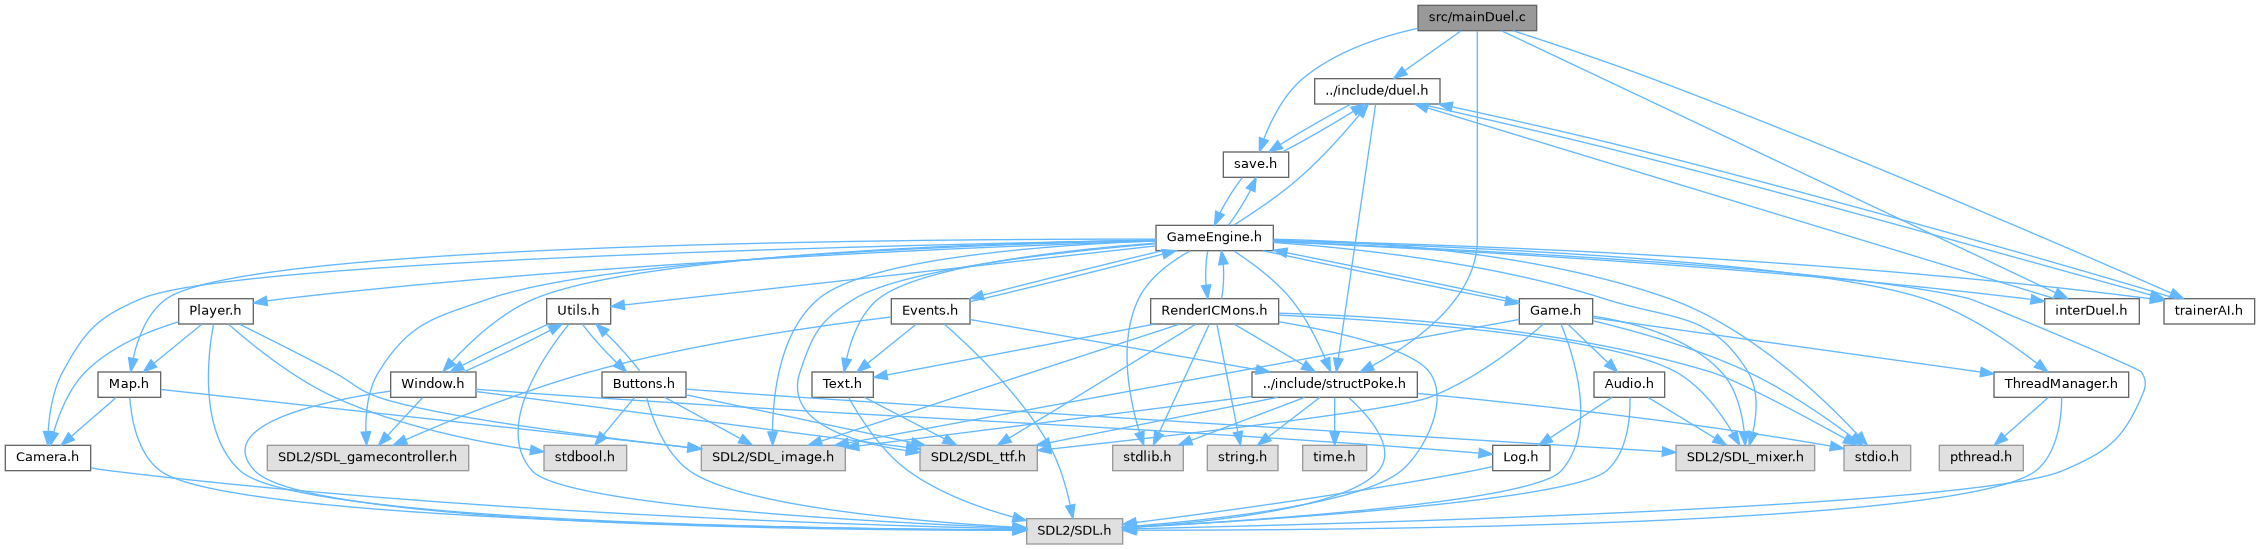 src/mainDuel.c
../include/duel.h
save.h
GameEngine.h
Player.h
Utils.h
Events.h
RenderICMons.h
Game.h
interDuel.h
trainerAI.h
Map.h
Window.h
Buttons.h
Text.h
../include/structPoke.h
Audio.h
ThreadManager.h
Camera.h
SDL2/SDL_gamecontroller.h
stdbool.h
SDL2/SDL_image.h
SDL2/SDL_ttf.h
stdlib.h
string.h
time.h
Log.h
SDL2/SDL_mixer.h
stdio.h
pthread.h
SDL2/SDL.h